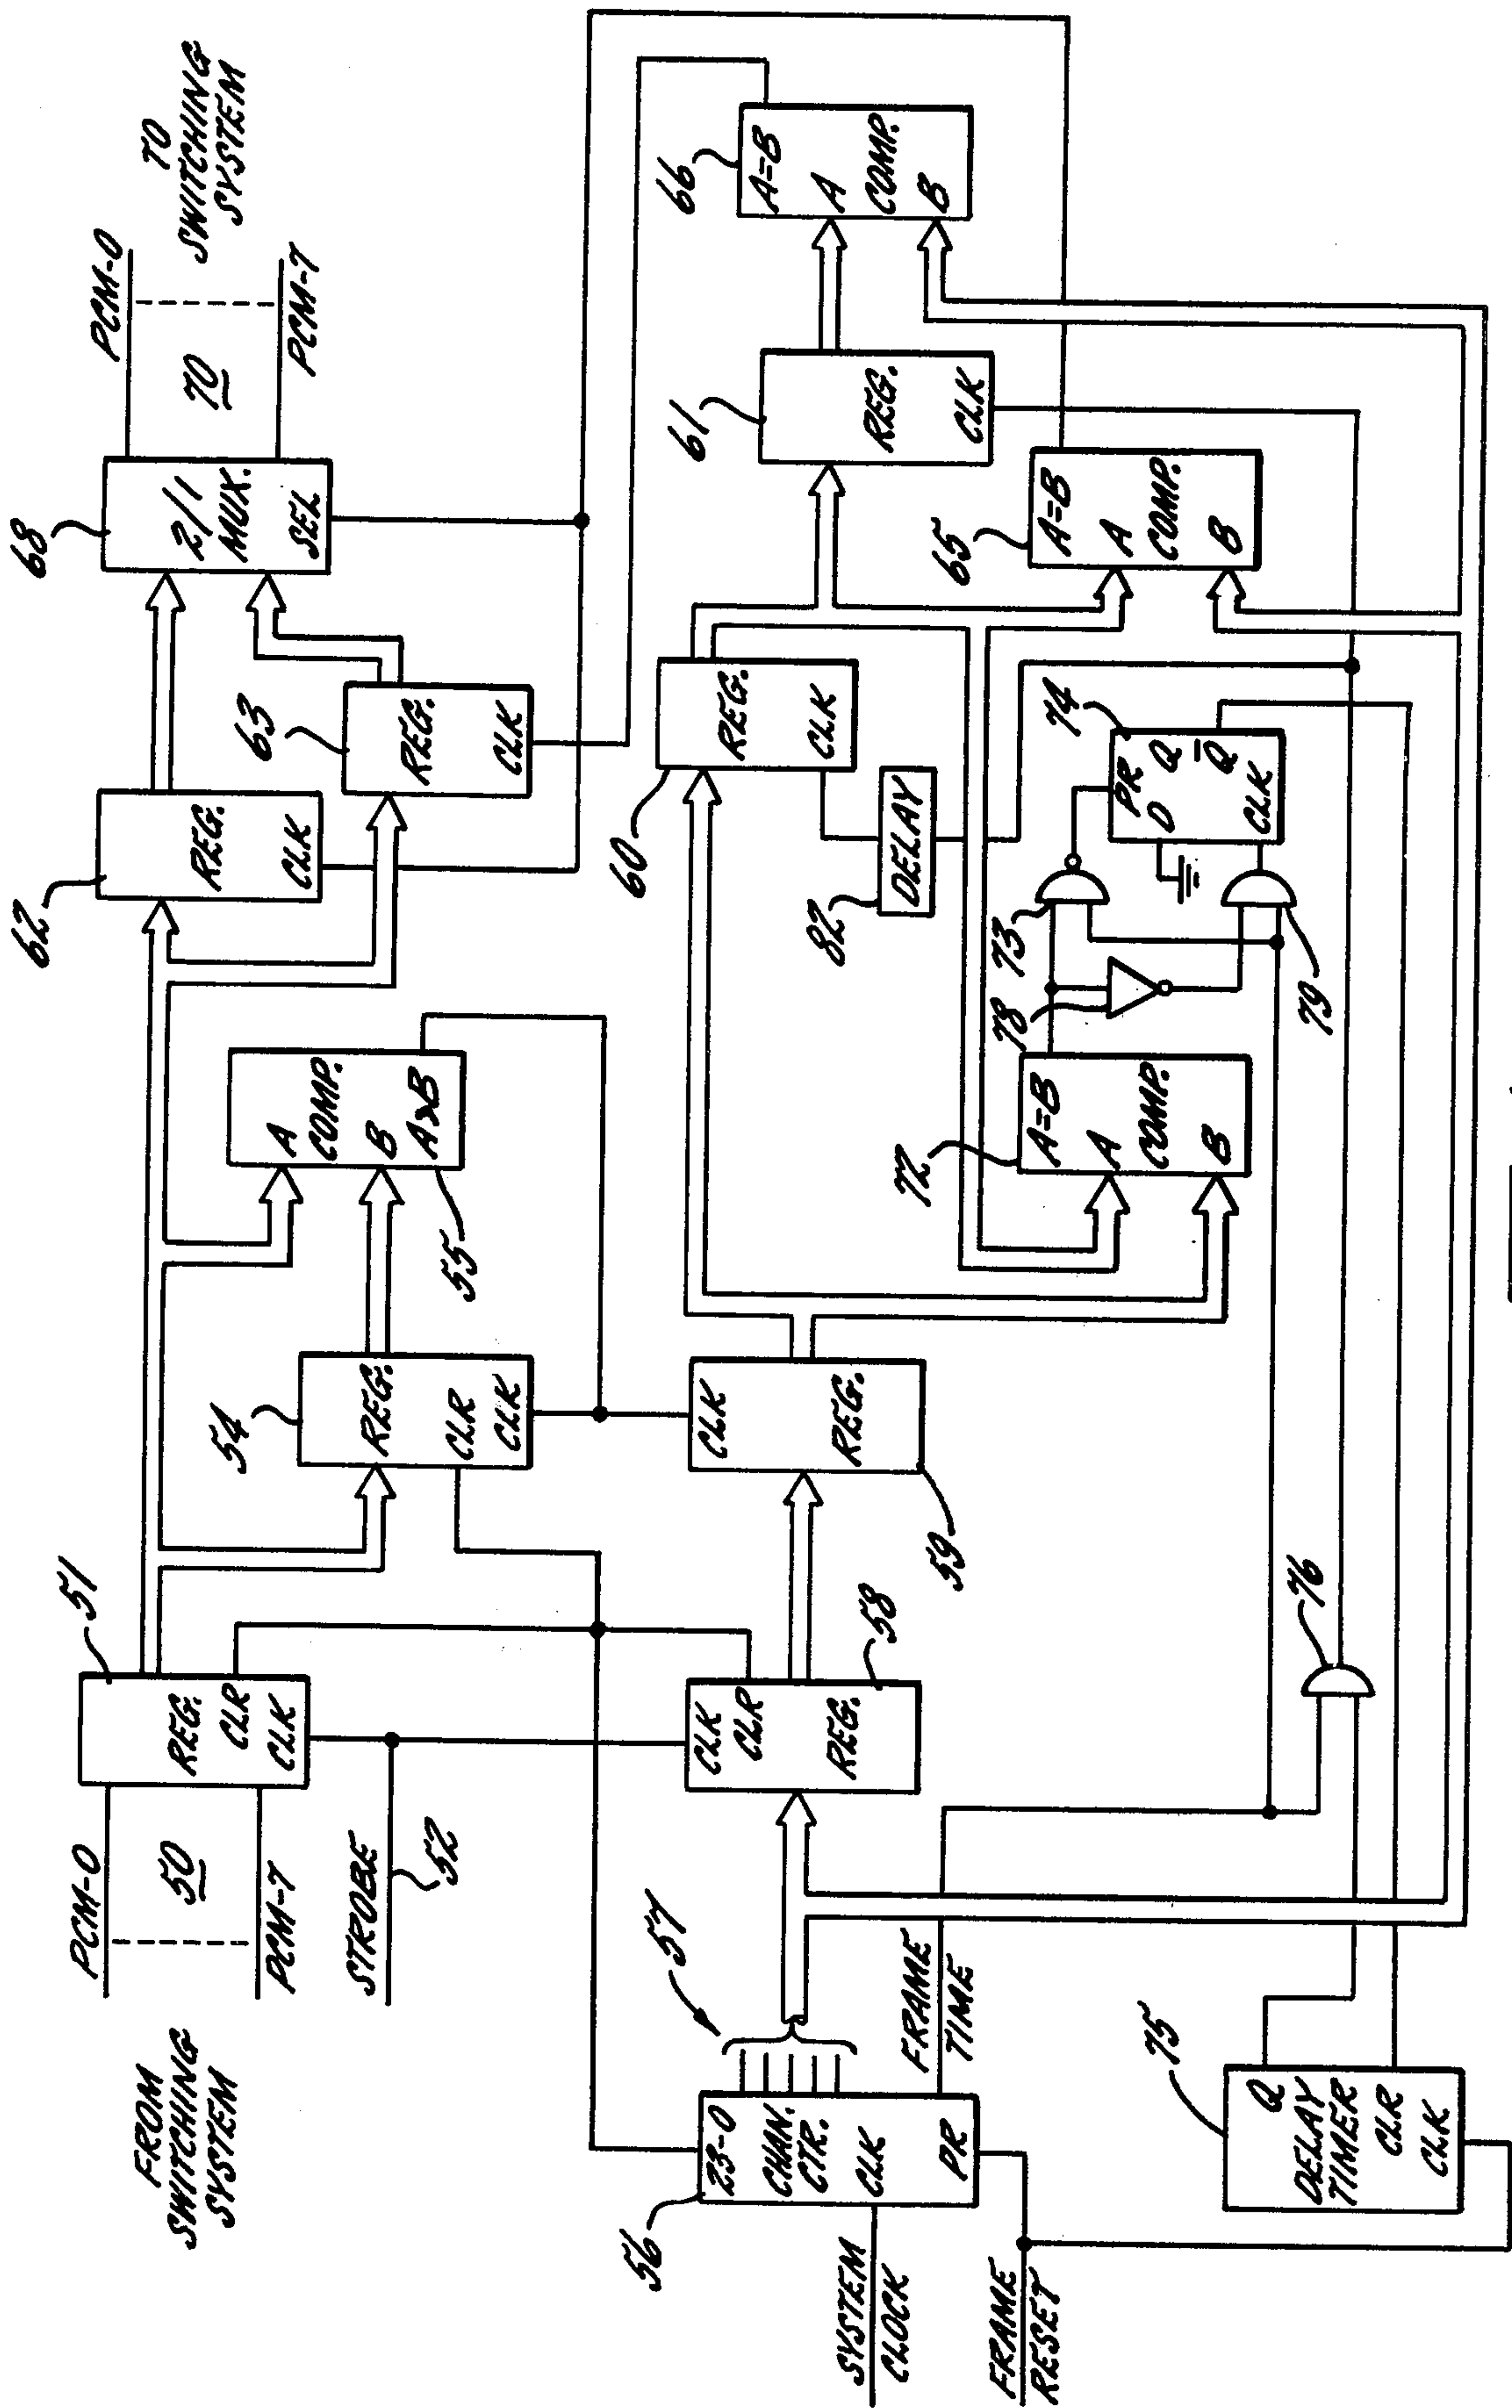 FROM
SWITCHING
SYSTEM
PCM-0
50
PCM-7
STROBE
52
51
REG.
CLR
CLK
54
REG.
CLR
CLK
A
COMP.
B
A>B
55
62
REG.
CLK
63
REG.
CLK
68
2/1
MUX.
SEL
PCM-0
70
PCM-7
TO
SWITCHING
SYSTEM
56
23-0
CHAN.
CTR.
CLK
PR
57
SYSTEM
CLOCK
FRAME
RESET
FRAME
TIME
CLK
CLR
REG.
58
CLK
REG.
59
60
REG.
CLK
82
DELAY
61
REG.
CLK
66
A=B
A
COMP.
B
65
A=B
A
COMP.
B
72
A=B
A
COMP.
B
78
73
79
74
PR
D
Q
Q̅
CLK
75
Q
DELAY
TIMER
CLR
CLK
76